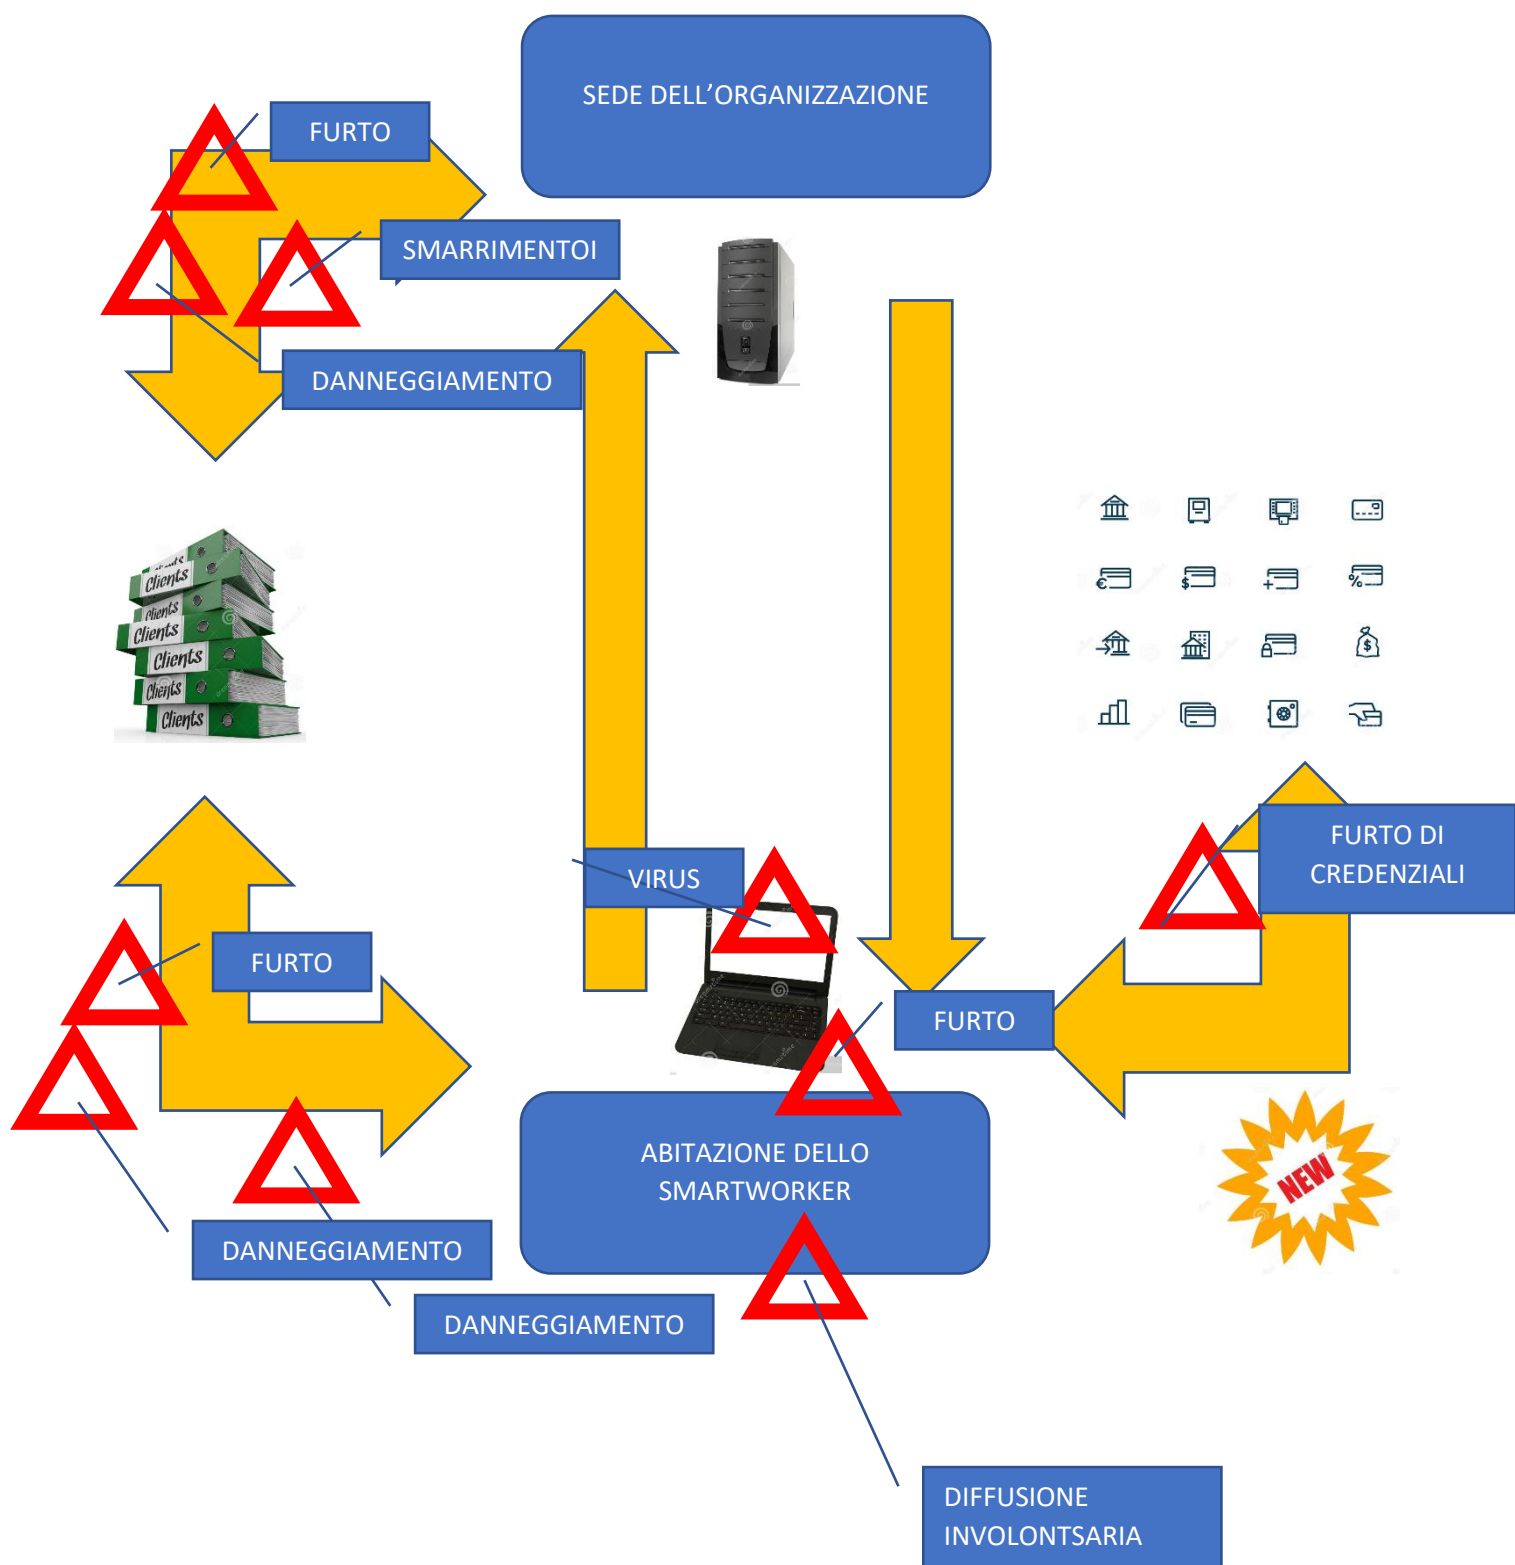 SEDE DELL'ORGANIZZAZIONE
FURTO
SMARRIMENTOI
DANNEGGIAMENTO
Clients
Clients
Clients
Clients
Clients
Clients
VIRUS
FURTO DI
CREDENZIALI
FURTO
FURTO
ABITAZIONE DELLO
SMARTWORKER
NEW
DANNEGGIAMENTO
DANNEGGIAMENTO
DIFFUSIONE
INVOLONTSARIA